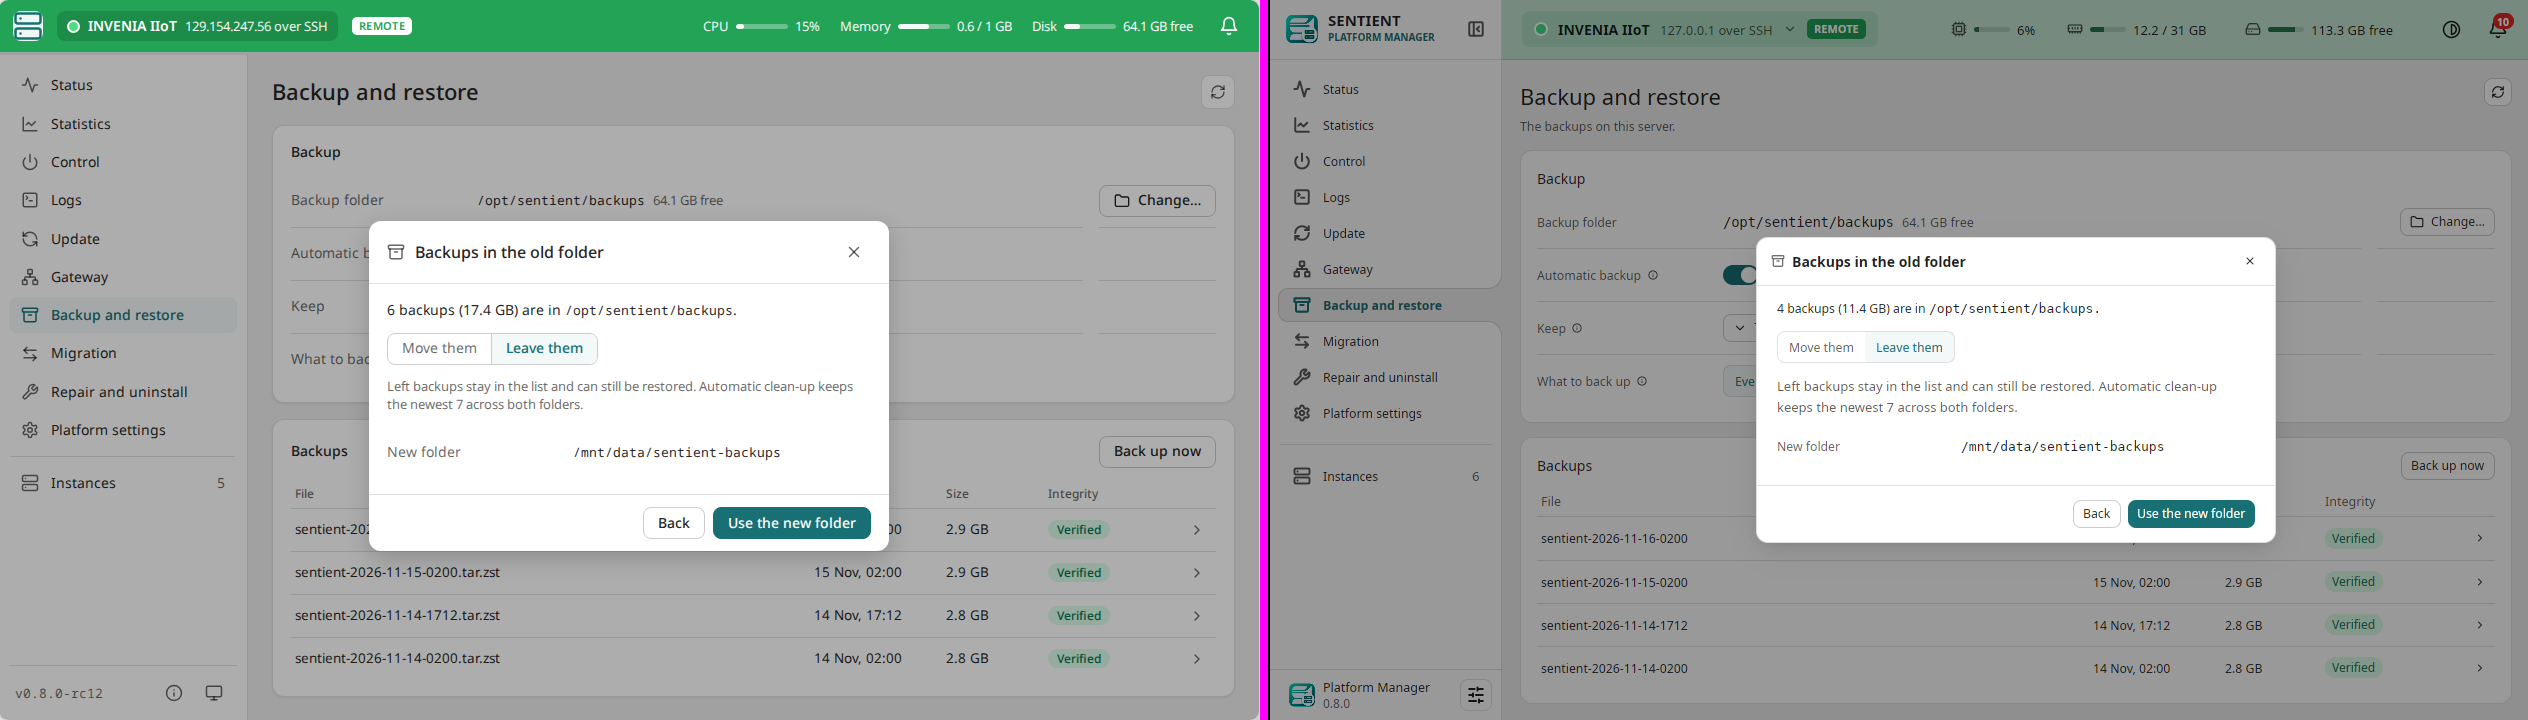 INVENIA IIoT 129.154.247.56 over SSH REMOTE CPU 15% Memory 0.6 / 1 GB Disk 64.1 GB free
Status
Statistics
Control
Logs
Update
Gateway
Backup and restore
Migration
Repair and uninstall
Platform settings
Instances 5
v0.8.0-rc12
Backup and restore
Backup
Backup folder /opt/sentient/backups 64.1 GB free Change...
Automatic b
Keep
What to bac
Backups in the old folder
6 backups (17.4 GB) are in /opt/sentient/backups.
Move them Leave them
Left backups stay in the list and can still be restored. Automatic clean-up keeps
the newest 7 across both folders.
New folder /mnt/data/sentient-backups
Back Use the new folder
Backups Back up now
File Size Integrity
sentient-202 00 2.9 GB Verified
sentient-2026-11-15-0200.tar.zst 15 Nov, 02:00 2.9 GB Verified
sentient-2026-11-14-1712.tar.zst 14 Nov, 17:12 2.8 GB Verified
sentient-2026-11-14-0200.tar.zst 14 Nov, 02:00 2.8 GB Verified
SENTIENT
PLATFORM MANAGER
INVENIA IIoT 127.0.0.1 over SSH REMOTE 6% 12.2 / 31 GB 113.3 GB free 10
Status
Statistics
Control
Logs
Update
Gateway
Backup and restore
Migration
Repair and uninstall
Platform settings
Instances 6
Platform Manager
0.8.0
Backup and restore
The backups on this server.
Backup
Backup folder /opt/sentient/backups 64.1 GB free Change...
Automatic backup
Keep
What to back up Eve
Backups in the old folder
4 backups (11.4 GB) are in /opt/sentient/backups.
Move them Leave them
Left backups stay in the list and can still be restored. Automatic clean-up
keeps the newest 7 across both folders.
New folder /mnt/data/sentient-backups
Back Use the new folder
Backups Back up now
File Integrity
sentient-2026-11-16-0200 Verified
sentient-2026-11-15-0200 15 Nov, 02:00 2.9 GB Verified
sentient-2026-11-14-1712 14 Nov, 17:12 2.8 GB Verified
sentient-2026-11-14-0200 14 Nov, 02:00 2.8 GB Verified